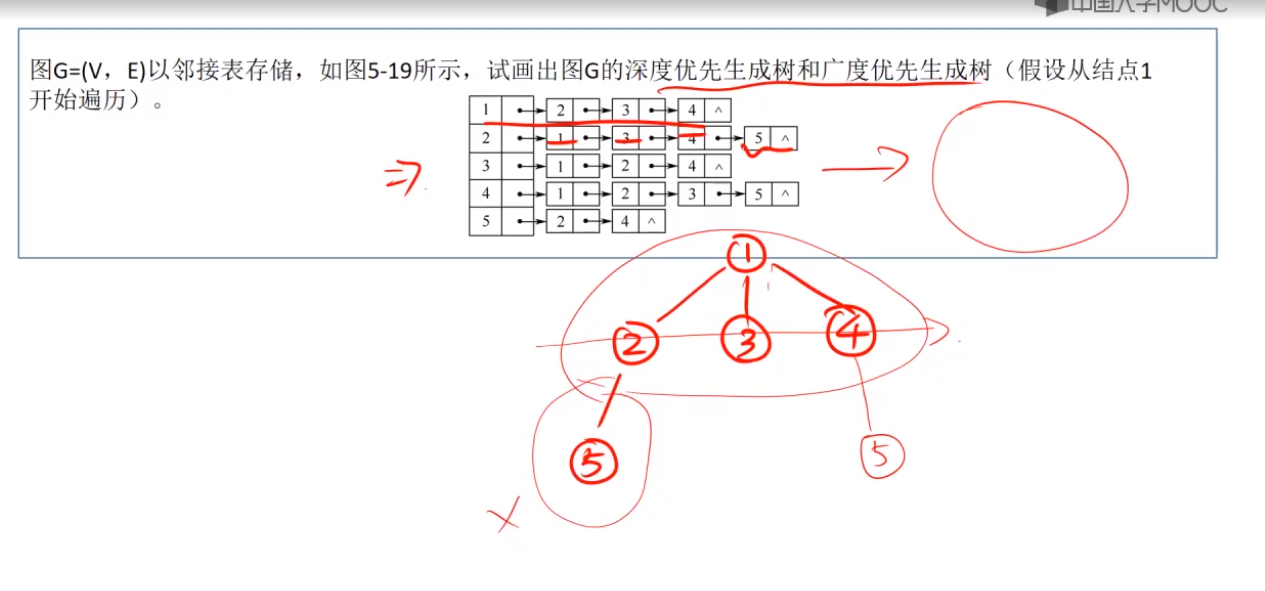 中国大学MOOC
图G=(V，E)以邻接表存储，如图5-19所示，试画出图G的深度优先生成树和广度优先生成树（假设从结点1
开始遍历）。
1 2 3 4 ^
2 1 3 4 5 ^
3 1 2 4 ^
4 1 2 3 5 ^
5 2 4 ^
1
2 3 4
5 5